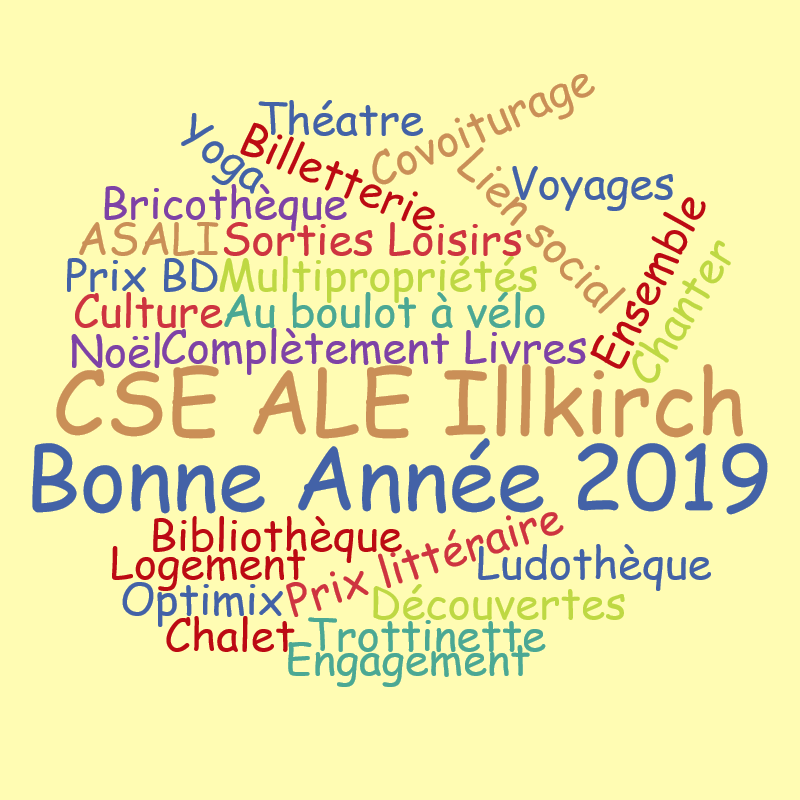 Théatre
Covoiturage
Yoga
Billetterie
Lien social
Voyages
Bricothèque
Ensemble
ASALI
Sorties Loisirs
Chanter
Prix BD
Multipropriétés
Culture
Au boulot à vélo
Noël
Complètement Livres
CSE ALE Illkirch
Bonne Année 2019
Bibliothèque
Prix littéraire
Logement
Ludothèque
Optimix
Découvertes
Chalet
Trottinette
Engagement